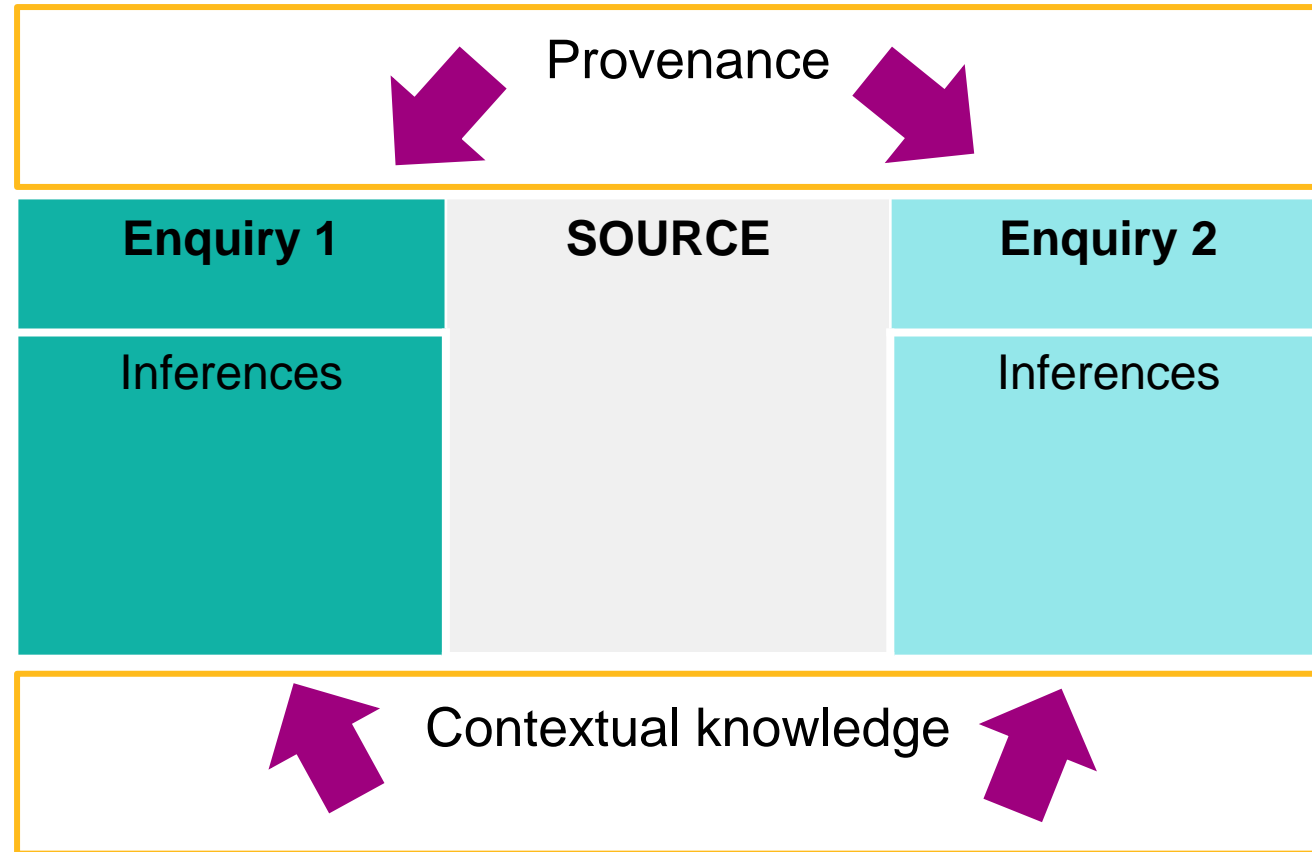 Provenance
Enquiry 1
SOURCE
Enquiry 2
Inferences
Inferences
Contextual knowledge